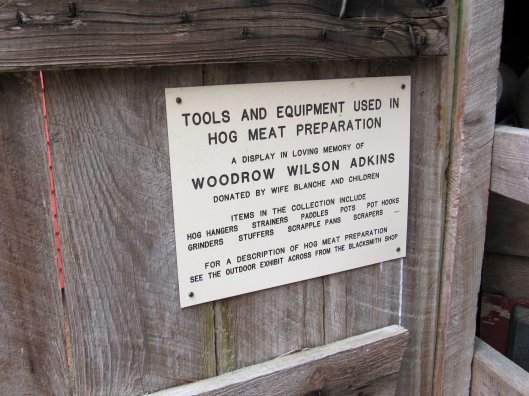 TOOLS AND EQUIPMENT USED IN
HOG MEAT PREPARATION
A DISPLAY IN LOVING MEMORY OF
WOODROW WILSON ADKINS
DONATED BY WIFE BLANCHE AND CHILDREN
ITEMS IN THE COLLECTION INCLUDE
HOG HANGERS STRAINERS PADDLES POTS POT HOOKS
GRINDERS STUFFERS SCRAPPLE PANS SCRAPERS ..
FOR A DESCRIPTION OF HOG MEAT PREPARATION
SEE THE OUTDOOR EXHIBIT ACROSS FROM THE BLACKSMITH SHOP